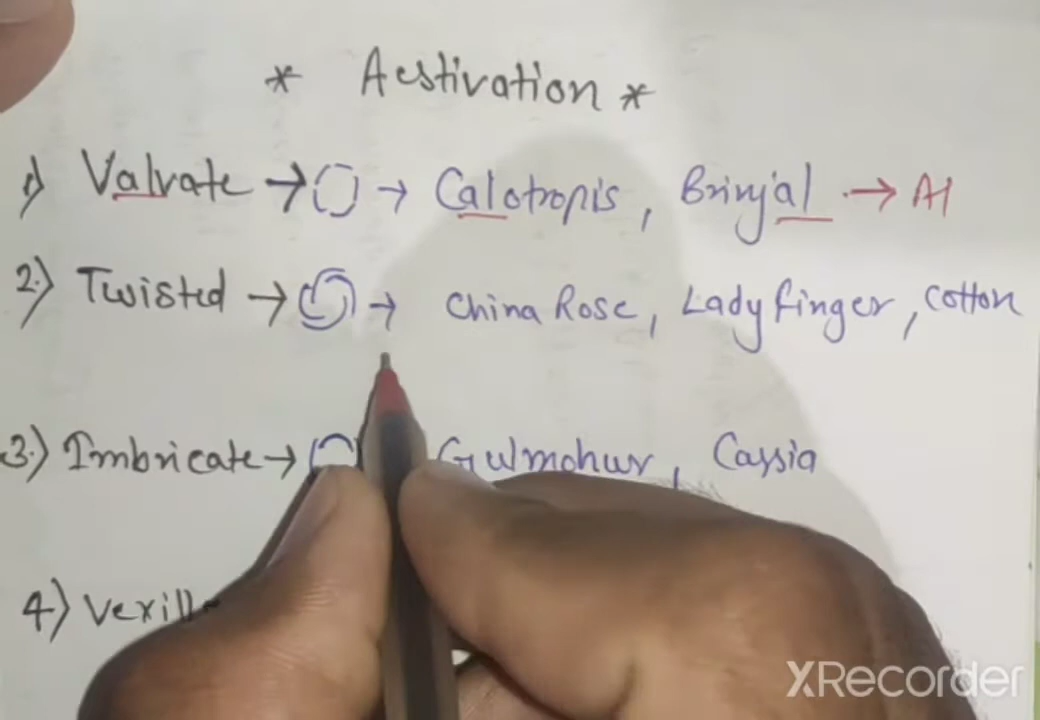 * Aestivation *
1) Valvate → → Calotropis, Brinjal → Al
2.) Twisted → → China Rose, Lady finger, cotton
3.) Imbricate → Gulmohur, Cassia
4) Vexill
XRecorder